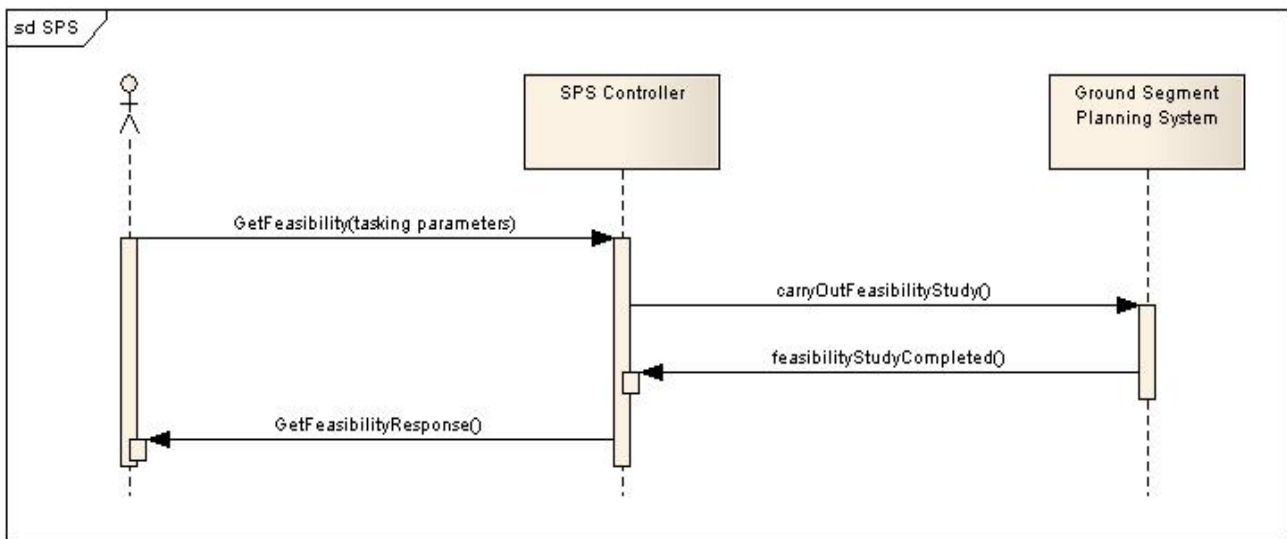 sd SPS
SPS Controller
Ground Segment
Planning System
GetFeasibility(tasking parameters)
carryOutFeasibilityStudy()
feasibilityStudyCompleted()
GetFeasibilityResponse()